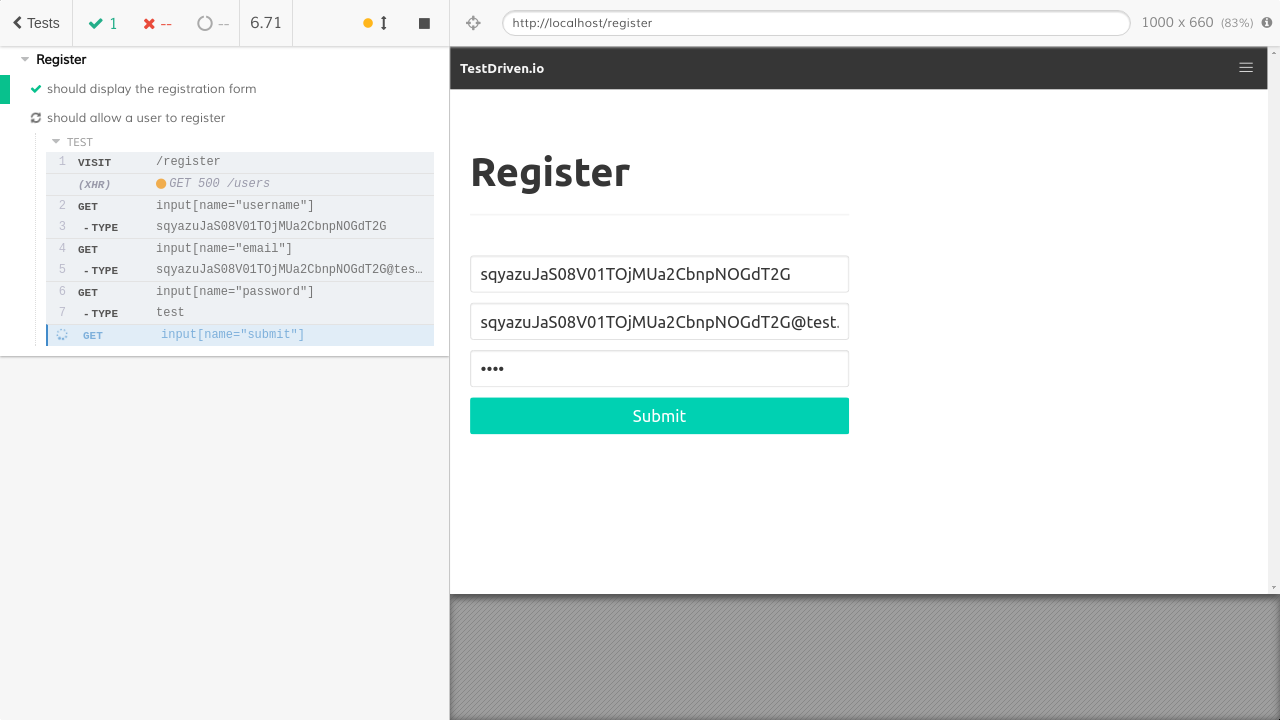 Tests 1 -- -- 6.71
http://localhost/register 1000 x 660 (83%)
Register
should display the registration form
should allow a user to register
TEST
1 VISIT /register
(XHR) GET 500 /users
2 GET input[name="username"]
3 - TYPE sqyazuJaS08V01TOjMUa2CbnpNOGdT2G
4 GET input[name="email"]
5 - TYPE sqyazuJaS08V01TOjMUa2CbnpNOGdT2G@tes…
6 GET input[name="password"]
7 - TYPE test
GET input[name="submit"]
TestDriven.io
Register
sqyazuJaS08V01TOjMUa2CbnpNOGdT2G
sqyazuJaS08V01TOjMUa2CbnpNOGdT2G@test.
••••
Submit